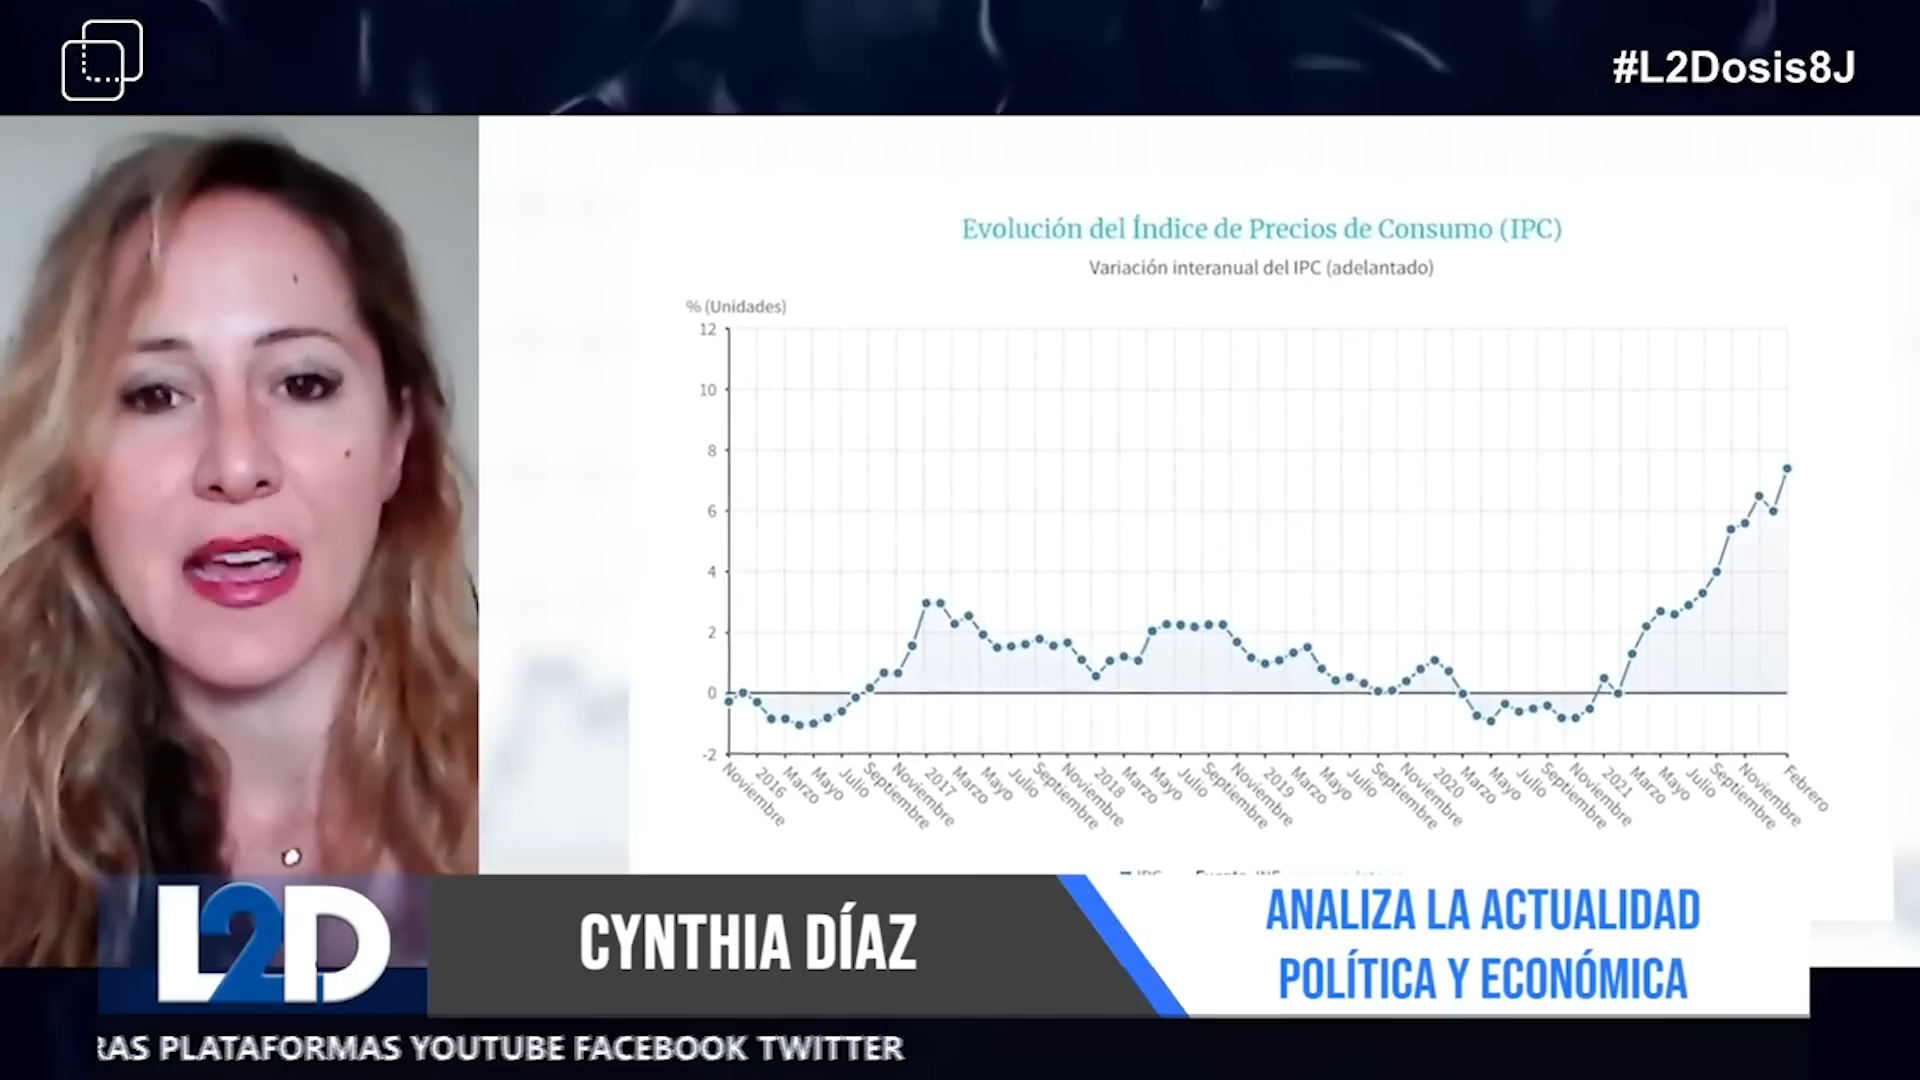 #L2Dosis8J
Evolución del Índice de Precios de Consumo (IPC)
Variación interanual del IPC (adelantado)
% (Unidades)
12
10
8
6
4
2
0
-2
Noviembre
2016
Marzo
Mayo
Julio
Septiembre
Noviembre
2017
Marzo
Mayo
Julio
Septiembre
Noviembre
2018
Marzo
Mayo
Julio
Septiembre
Noviembre
2019
Marzo
Mayo
Julio
Septiembre
Noviembre
2020
Marzo
Mayo
Julio
Septiembre
Noviembre
2021
Marzo
Mayo
Julio
Septiembre
Noviembre
Febrero
L2D
CYNTHIA DÍAZ
ANALIZA LA ACTUALIDAD
POLÍTICA Y ECONÓMICA
RAS PLATAFORMAS YOUTUBE FACEBOOK TWITTER